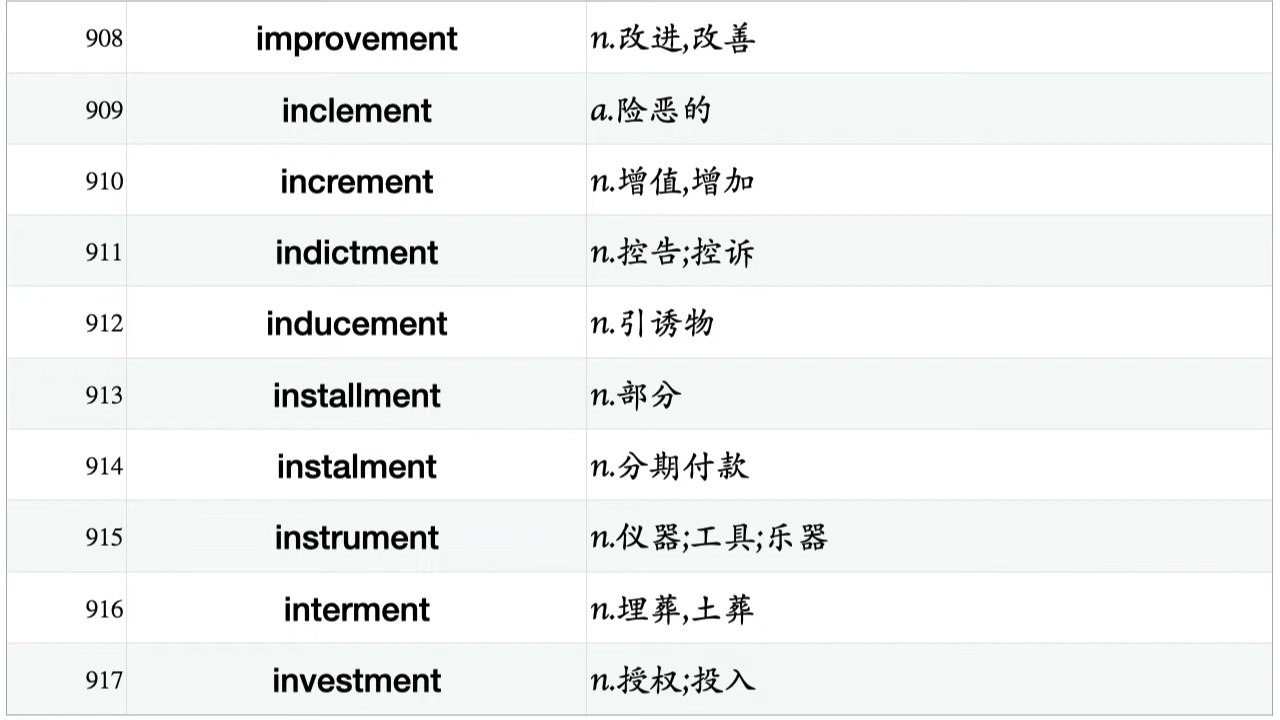 908 improvement n.改进,改善
909 inclement a.险恶的
910 increment n.增值,增加
911 indictment n.控告;控诉
912 inducement n.引诱物
913 installment n.部分
914 instalment n.分期付款
915 instrument n.仪器;工具;乐器
916 interment n.埋葬,土葬
917 investment n.授权;投入